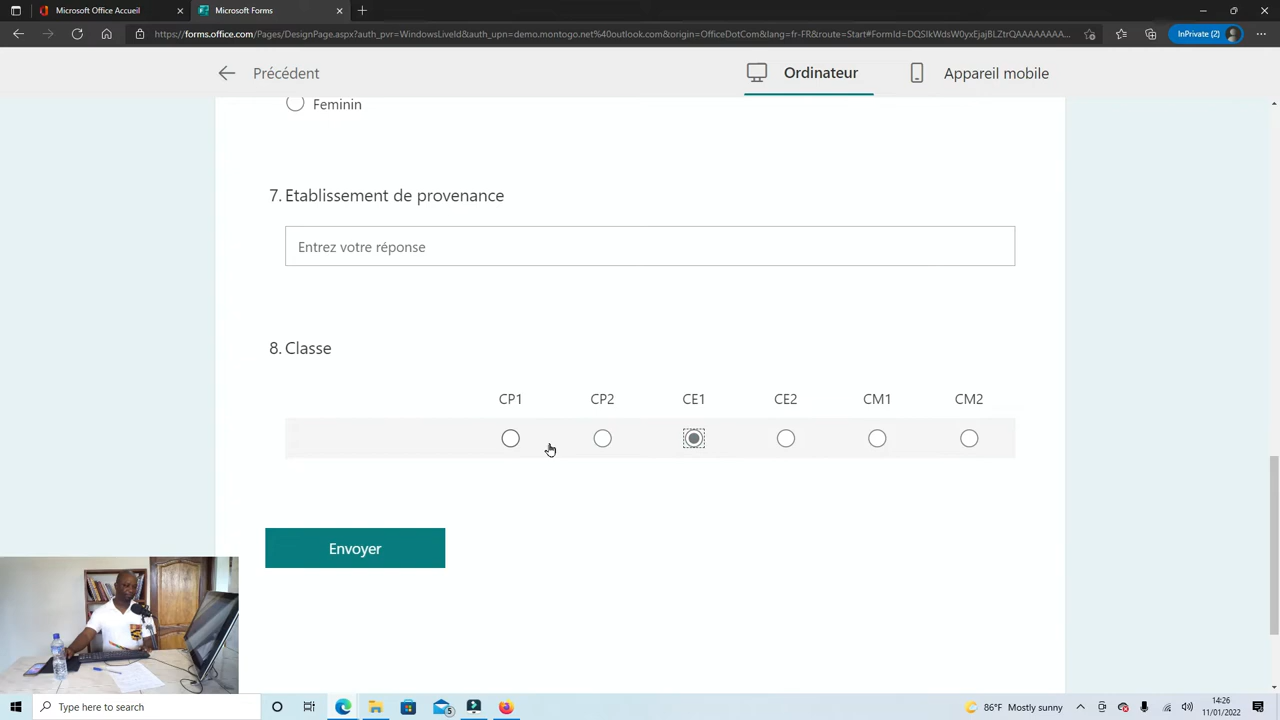 Microsoft Office Accueil
Microsoft Forms
https://forms.office.com/Pages/DesignPage.aspx?auth_pvr=WindowsLiveId&auth_upn=demo.montogo.net%40outlook.com&origin=OfficeDotCom&lang=fr-FR&route=Start#FormId=DQSIkWdsW0yxEjajBLZtrQAAAAAAAA...
InPrivate (2)
Précédent
Ordinateur
Appareil mobile
Feminin
7. Etablissement de provenance
Entrez votre réponse
8. Classe
CP1 CP2 CE1 CE2 CM1 CM2
Envoyer
Type here to search
5
86°F Mostly sunny
14:26
11/01/2022